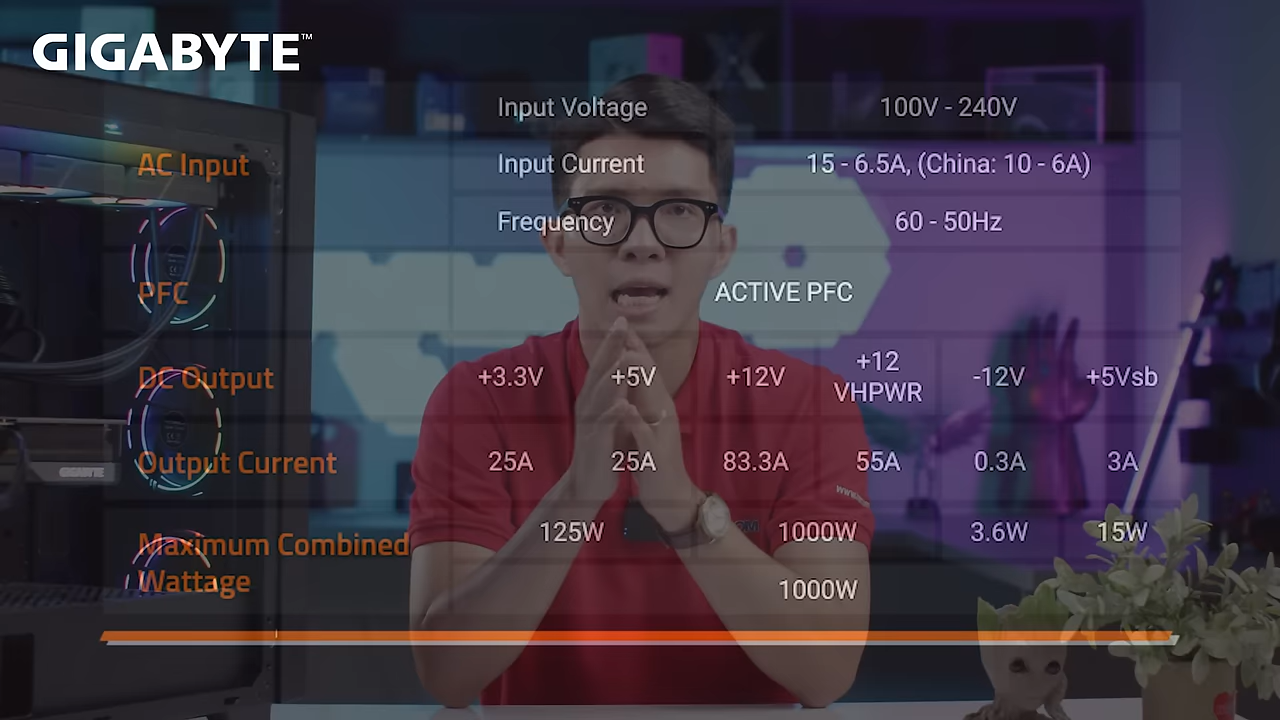 GIGABYTE™
Input Voltage 100V - 240V
AC Input Input Current 15 - 6.5A, (China: 10 - 6A)
Frequency 60 - 50Hz
PFC ACTIVE PFC
DC Output +3.3V +5V +12V +12 VHPWR -12V +5Vsb
Output Current 25A 25A 83.3A 55A 0.3A 3A
Maximum Combined Wattage 125W 1000W 3.6W 15W
1000W
GIGABYTE